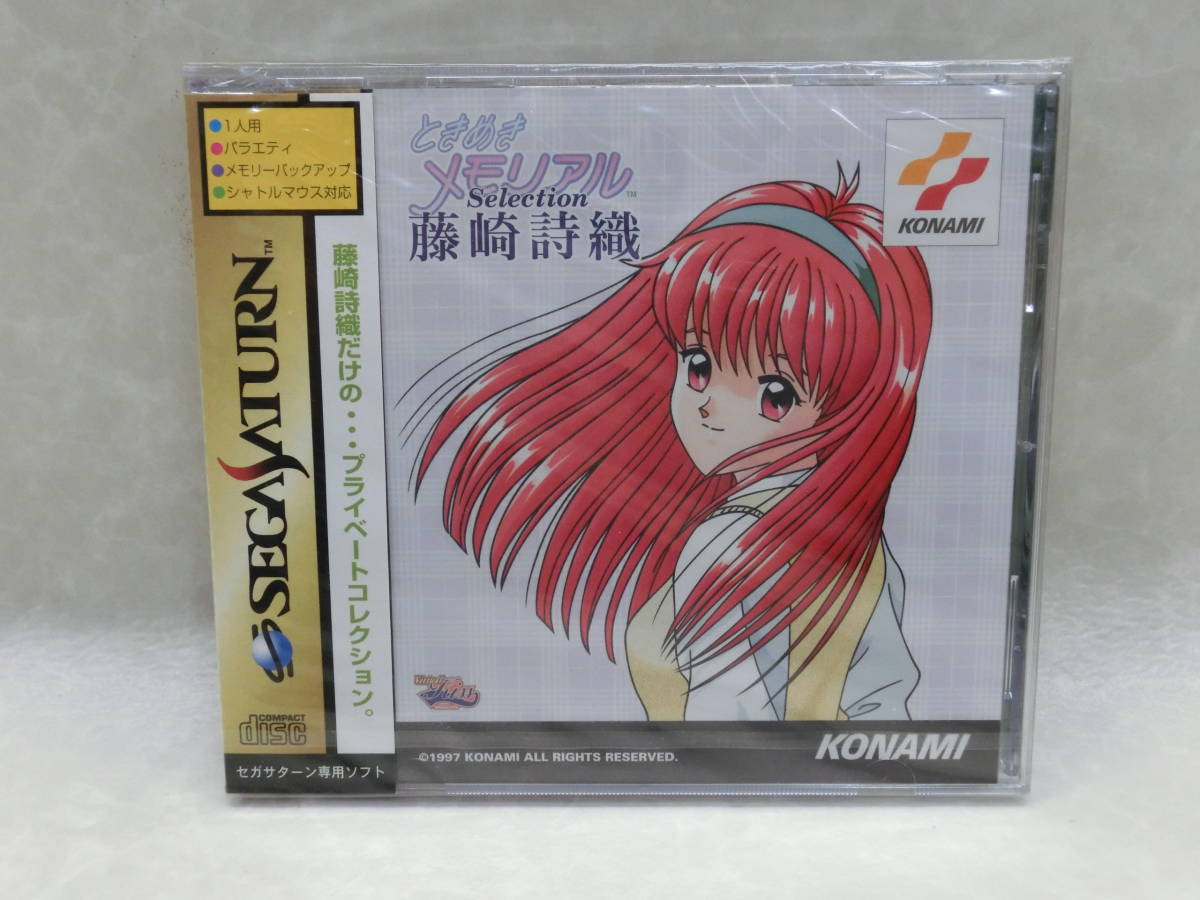 ●1人用
●バラエティ
●メモリーバックアップ
●シャトルマウス対応
SEGA SATURN™
COMPACT
disc
セガサターン専用ソフト
藤崎詩織だけの・・・プライベートコレクション。
ときめき
メモリアル™
Selection
藤崎詩織
KONAMI
©1997 KONAMI ALL RIGHTS RESERVED.
KONAMI